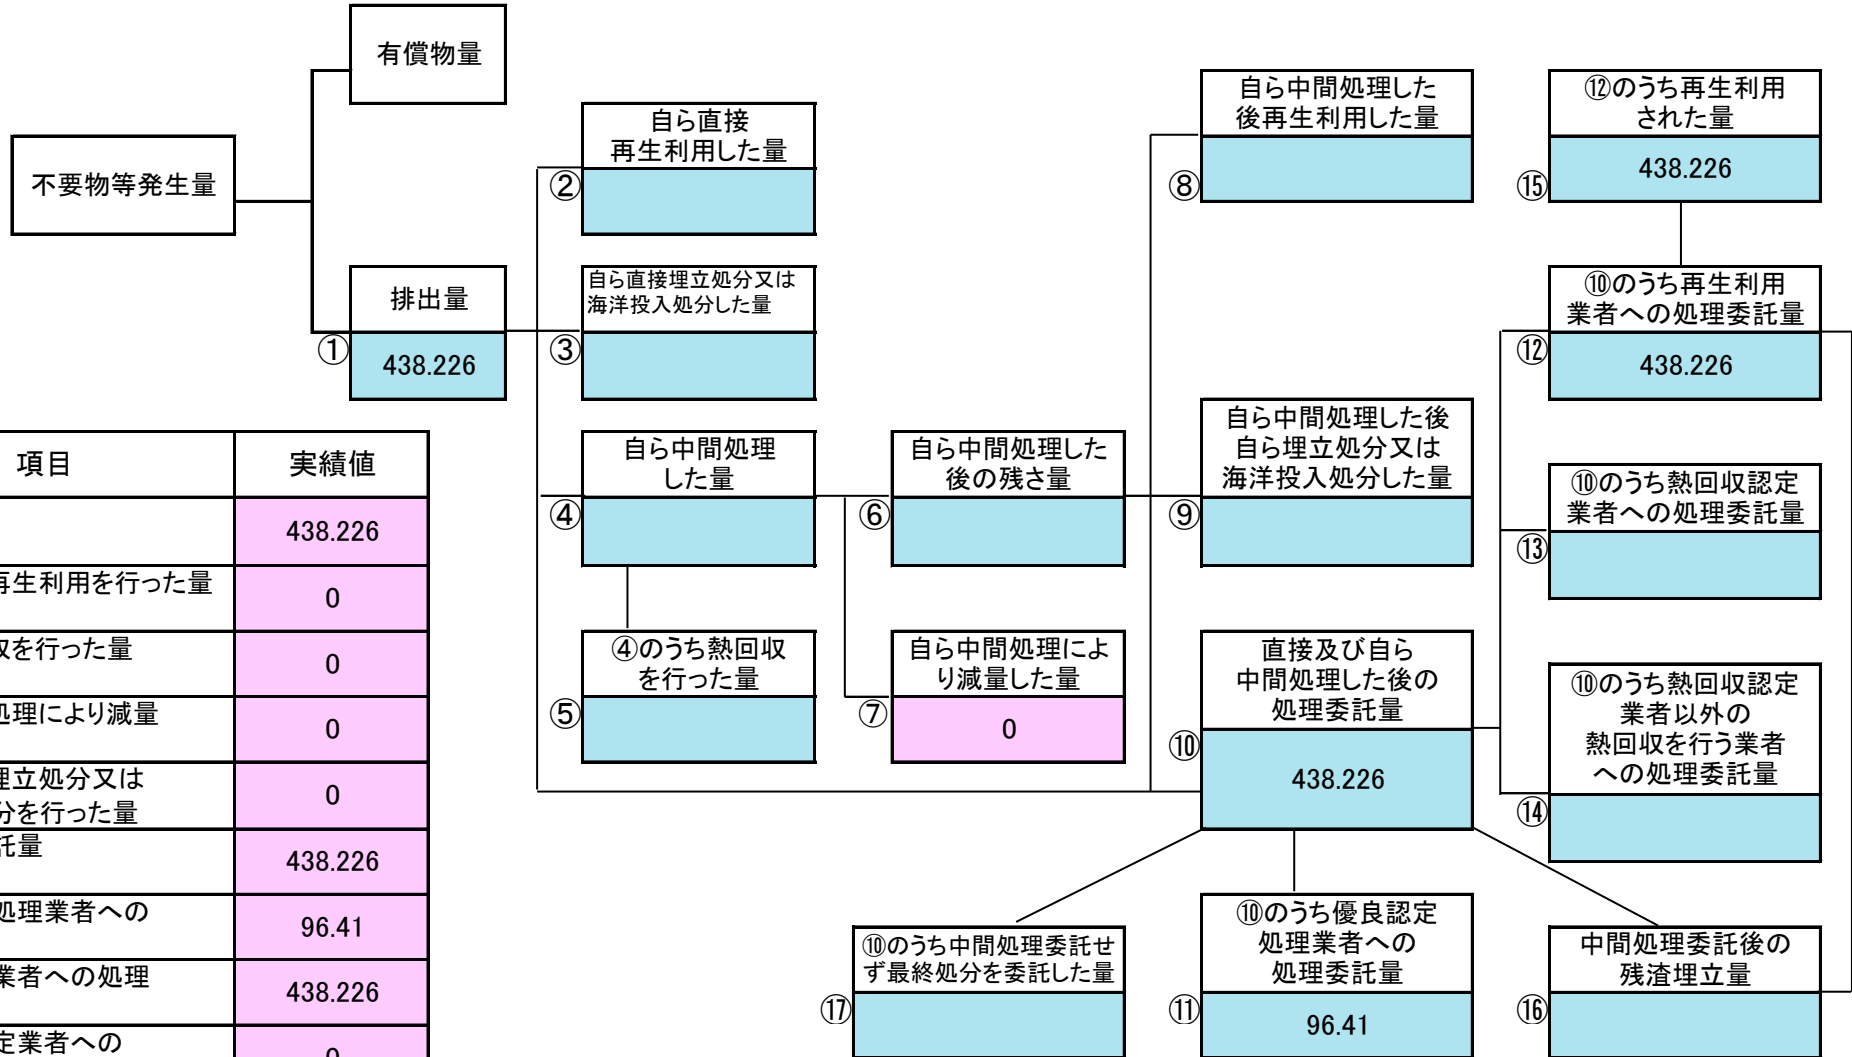 有償物量
不要物等発生量
排出量
①
438.226
自ら直接
再生利用した量
②
自ら直接埋立処分又は
海洋投入処分した量
③
自ら中間処理
した量
④
④のうち熱回収
を行った量
⑤
自ら中間処理した
後の残さ量
⑥
自ら中間処理によ
り減量した量
⑦
0
自ら中間処理した
後再生利用した量
⑧
自ら中間処理した後
自ら埋立処分又は
海洋投入処分した量
⑨
直接及び自ら
中間処理した後の
処理委託量
⑩
438.226
⑫のうち再生利用
された量
⑮
438.226
⑩のうち再生利用
業者への処理委託量
⑫
438.226
⑩のうち熱回収認定
業者への処理委託量
⑬
⑩のうち熱回収認定
業者以外の
熱回収を行う業者
への処理委託量
⑭
⑩のうち中間処理委託せ
ず最終処分を委託した量
⑰
⑩のうち優良認定
処理業者への
処理委託量
⑪
96.41
中間処理委託後の
残渣埋立量
⑯
項目 実績値
438.226
再生利用を行った量 0
を行った量 0
処理により減量 0
埋立処分又は
分を行った量 0
託量 438.226
処理業者への 96.41
業者への処理 438.226
定業者への 0